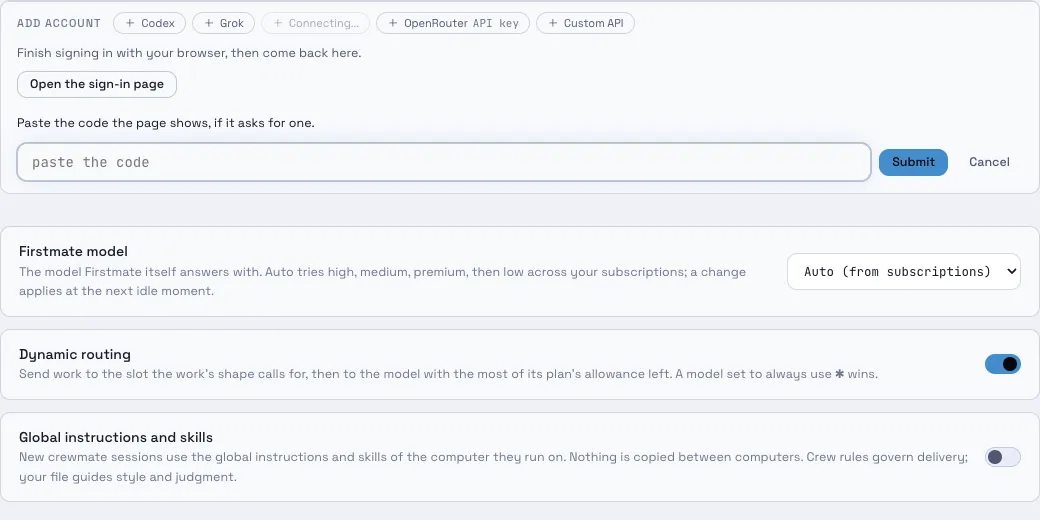 ADD ACCOUNT + Codex + Grok + Connecting... + OpenRouter API key + Custom API
Finish signing in with your browser, then come back here.
Open the sign-in page
Paste the code the page shows, if it asks for one.
paste the code Submit Cancel
Firstmate model
The model Firstmate itself answers with. Auto tries high, medium, premium, then low across your subscriptions; a change
applies at the next idle moment.
Auto (from subscriptions)
Dynamic routing
Send work to the slot the work's shape calls for, then to the model with the most of its plan's allowance left. A model set to always use ✱ wins.
Global instructions and skills
New crewmate sessions use the global instructions and skills of the computer they run on. Nothing is copied between computers. Crew rules govern delivery;
your file guides style and judgment.